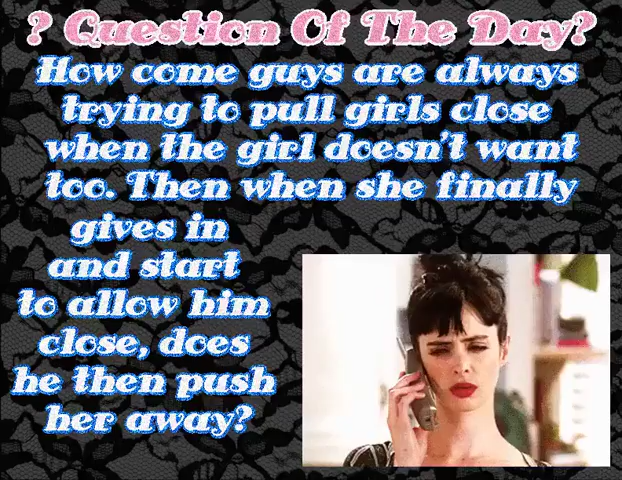 ? Question Of The Day?
How come guys are always
trying to pull girls close
when the girl doesn't want
too. Then when she finally
gives in
and start
to allow him
close, does
he then push
her away?